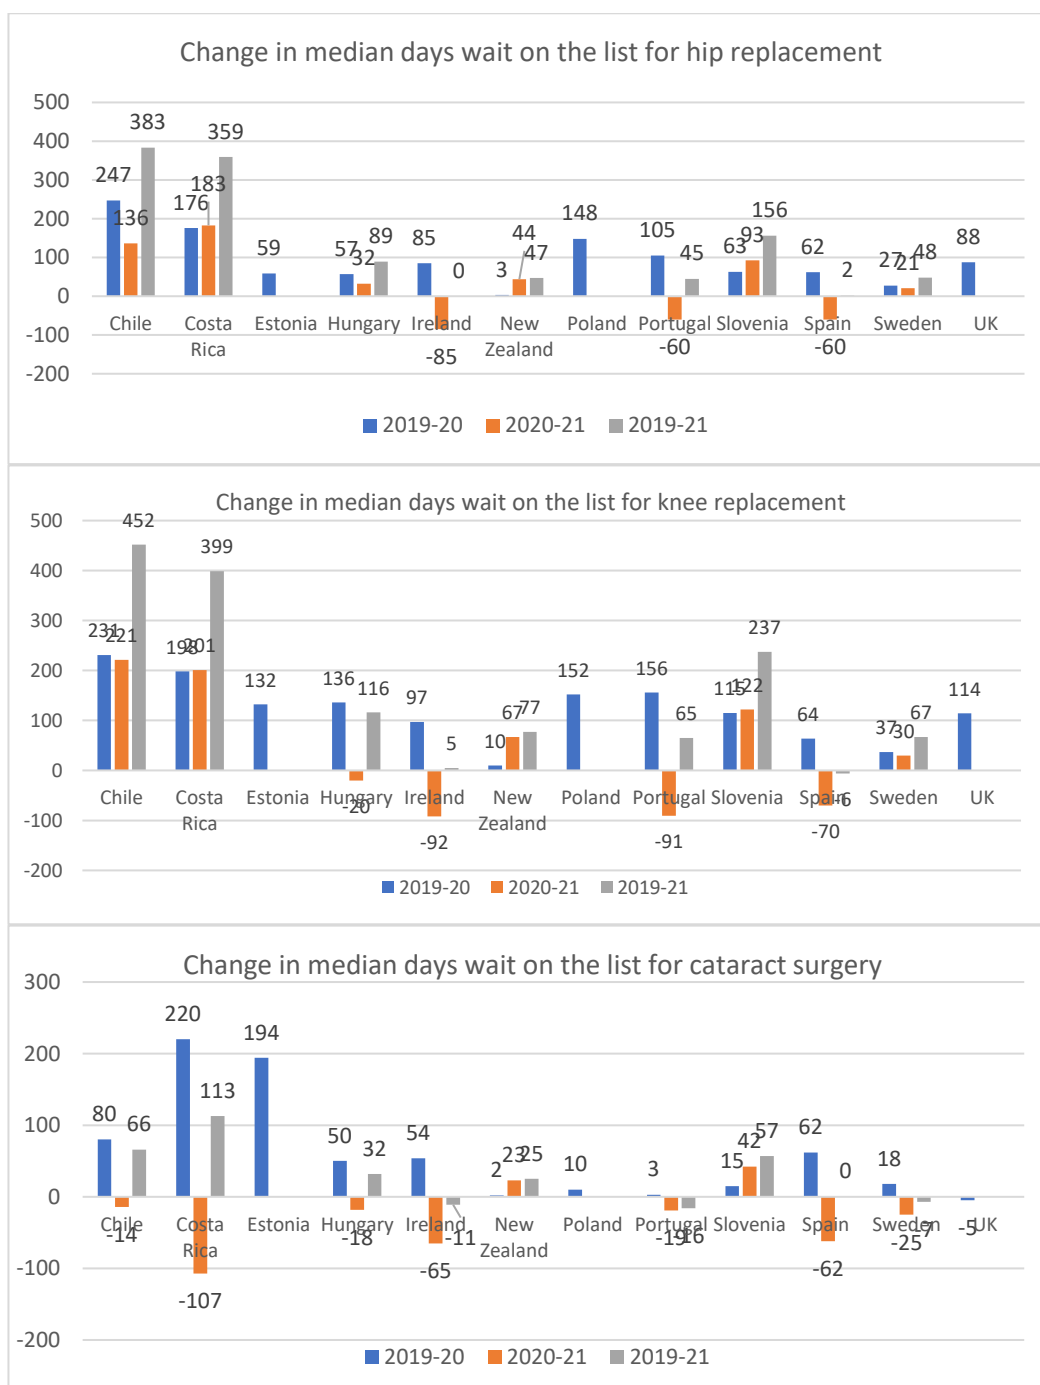 Change in median days wait on the list for hip replacement
500
400
300
200
100
0
-100
-200
247 136 383
176 183 359
59
57 32 89
85 -85 0
3 44 47
148
105 -60 45
63 93 156
62 -60 2
27 21 48
88
Chile Costa Rica Estonia Hungary Ireland New Zealand Poland Portugal Slovenia Spain Sweden UK
2019-20 2020-21 2019-21
Change in median days wait on the list for knee replacement
500
400
300
200
100
0
-100
-200
231 221 452
198 201 399
132
136 -20 116
97 -92 5
10 67 77
152
156 -91 65
115 122 237
64 -70 -6
37 30 67
114
Chile Costa Rica Estonia Hungary Ireland New Zealand Poland Portugal Slovenia Spain Sweden UK
2019-20 2020-21 2019-21
Change in median days wait on the list for cataract surgery
300
200
100
0
-100
-200
80 -14 66
220 -107 113
194
50 -18 32
54 -65 -11
2 23 25
10
3 -19 -16
15 42 57
62 -62 0
18 -25 -7
-5
Chile Costa Rica Estonia Hungary Ireland New Zealand Poland Portugal Slovenia Spain Sweden UK
2019-20 2020-21 2019-21